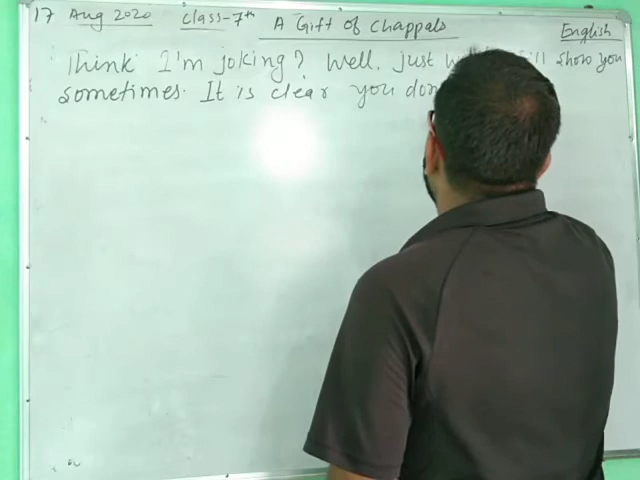 17 Aug 2020 Class-7th A Gift of Chappals English
Think I'm joking? Well, just show you
sometimes. It is clear you don